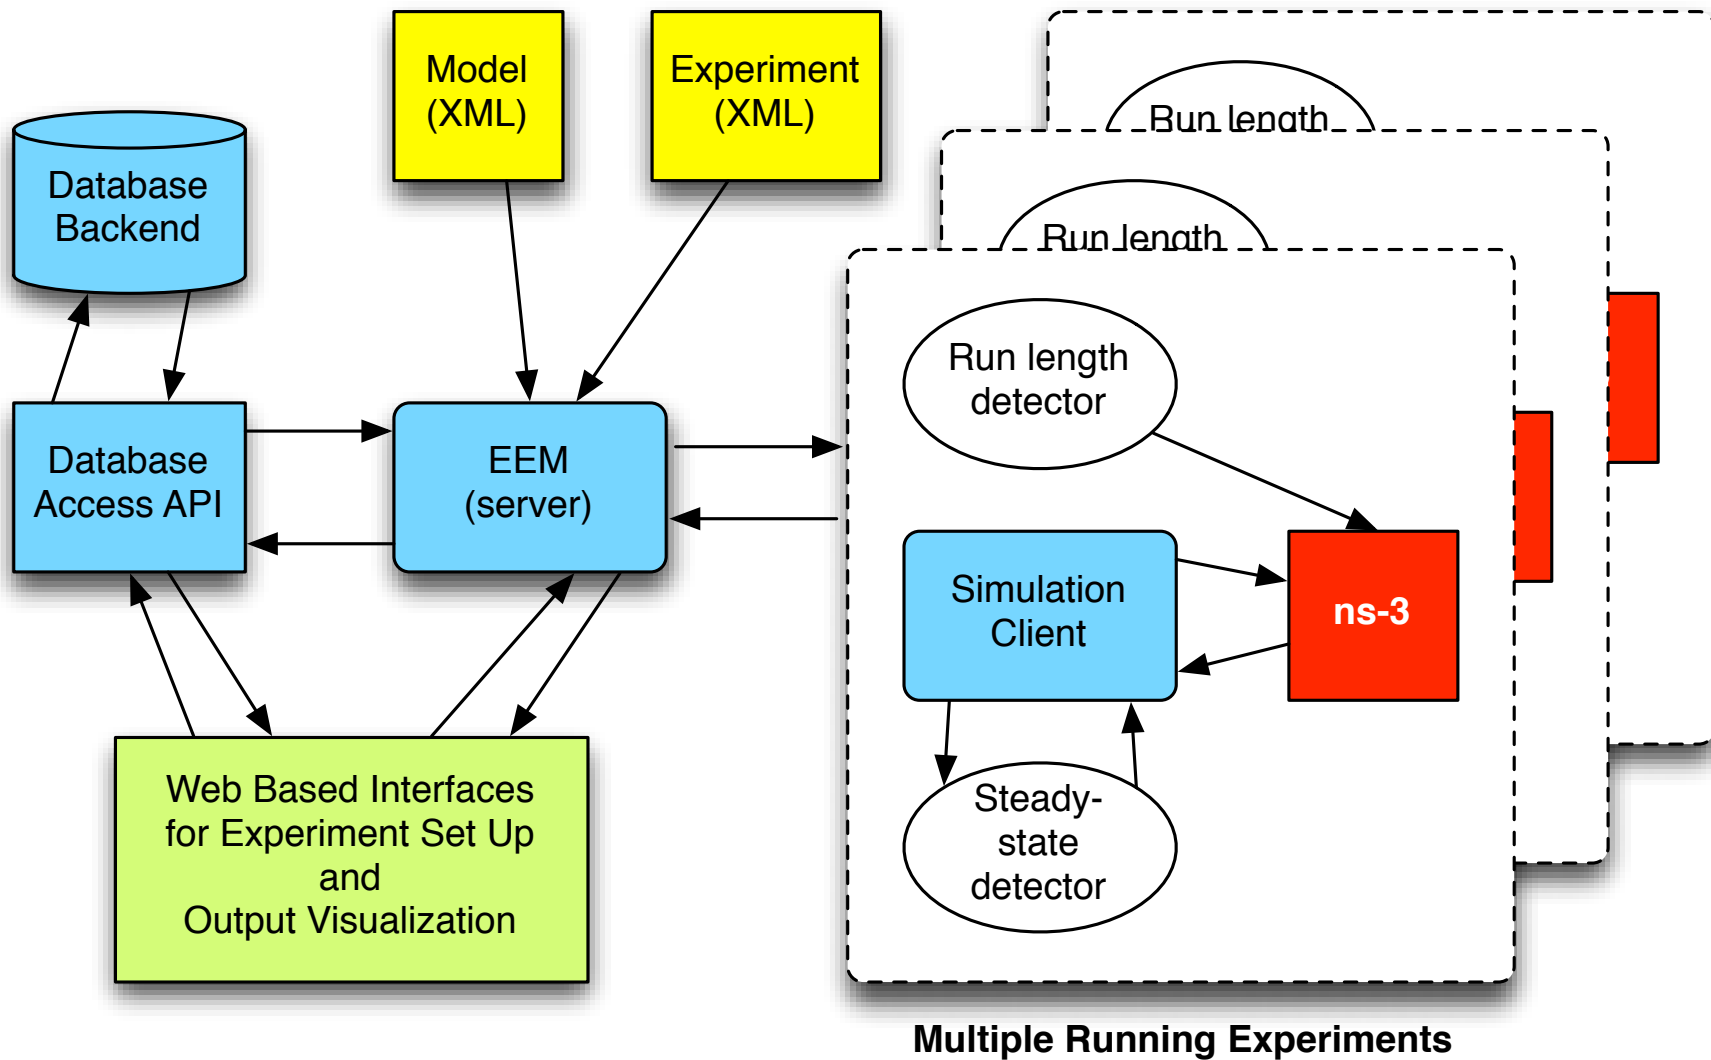 Model
(XML)
Experiment
(XML)
Run length
Run length
Database
Backend
Run length
detector
Database
Access API
EEM
(server)
Simulation
Client
ns-3
Web Based Interfaces
for Experiment Set Up
and
Output Visualization
Steady-
state
detector
Multiple Running Experiments